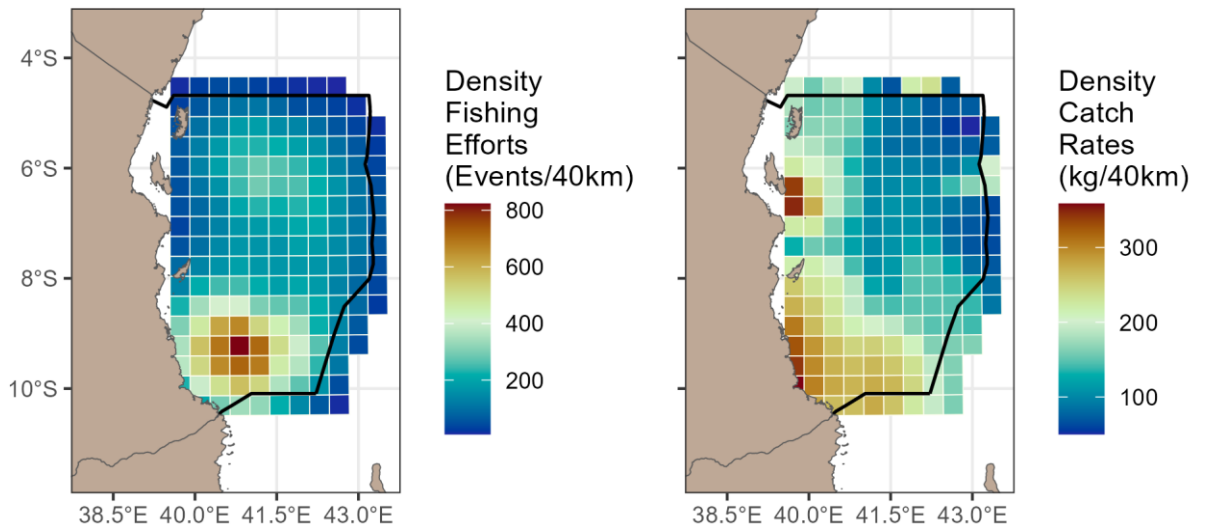 4°S
6°S
8°S
10°S
38.5°E 40.0°E 41.5°E 43.0°E
Density
Fishing
Efforts
(Events/40km)
800
600
400
200
38.5°E 40.0°E 41.5°E 43.0°E
Density
Catch
Rates
(kg/40km)
300
200
100